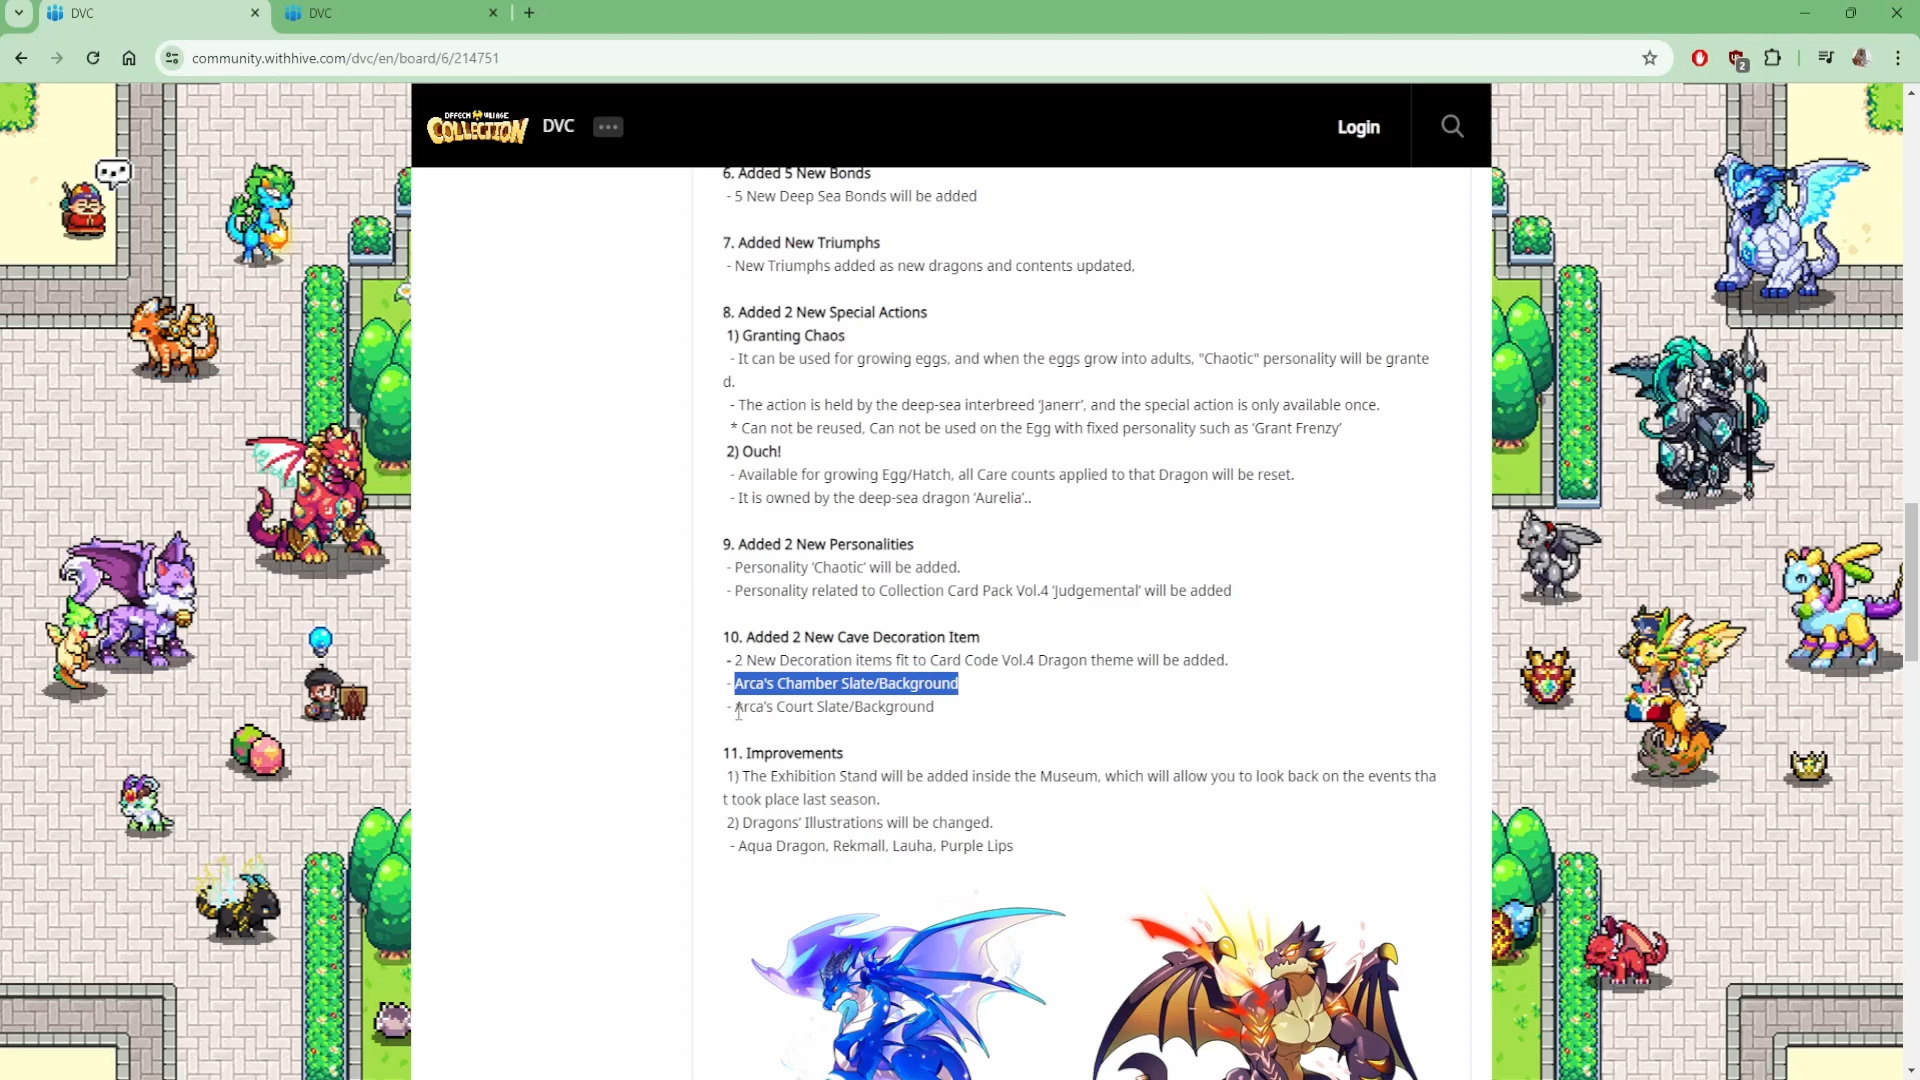 DVC
DVC
community.withhive.com/dvc/en/board/6/214751
2
COLLECTION
DVC
Login
6. Added 5 New Bonds
- 5 New Deep Sea Bonds will be added
7. Added New Triumphs
- New Triumphs added as new dragons and contents updated,
8. Added 2 New Special Actions
1) Granting Chaos
- It can be used for growing eggs, and when the eggs grow into adults, "Chaotic" personality will be grante
d.
- The action is held by the deep-sea interbreed ‘Janerr’, and the special action is only available once.
* Can not be reused, Can not be used on the Egg with fixed personality such as ‘Grant Frenzy’
2) Ouch!
- Available for growing Egg/Hatch, all Care counts applied to that Dragon will be reset.
- It is owned by the deep-sea dragon ‘Aurelia’..
9. Added 2 New Personalities
- Personality ‘Chaotic’ will be added.
- Personality related to Collection Card Pack Vol.4 ‘Judgemental’ will be added
10. Added 2 New Cave Decoration Item
- 2 New Decoration items fit to Card Code Vol.4 Dragon theme will be added.
- Arca's Chamber Slate/Background
- Arca’s Court Slate/Background
11. Improvements
1) The Exhibition Stand will be added inside the Museum, which will allow you to look back on the events tha
t took place last season.
2) Dragons’ Illustrations will be changed.
- Aqua Dragon, Rekmall, Lauha, Purple Lips